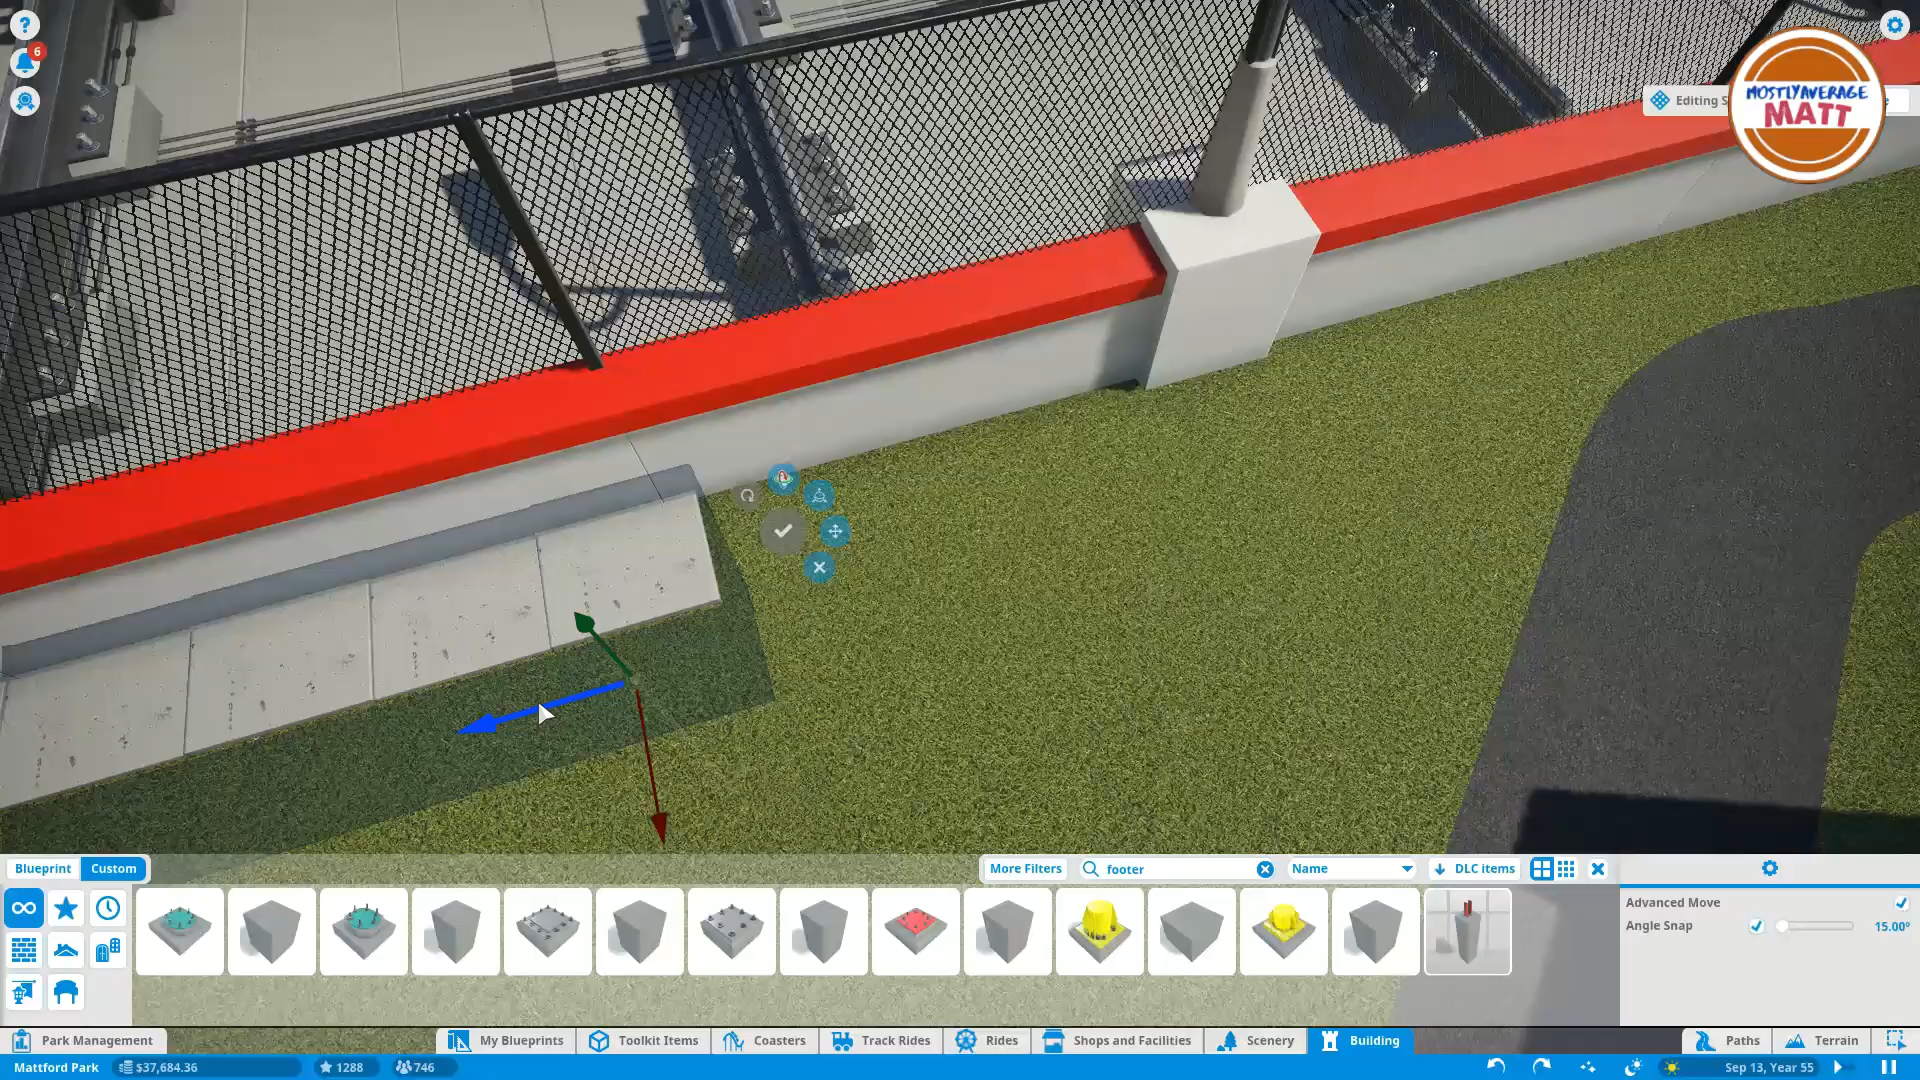 6
Editing S
MOSTLYAVERAGE
MATT
Blueprint
Custom
More Filters
footer
Name
DLC items
Advanced Move
Angle Snap
15.00°
Park Management
My Blueprints
Toolkit Items
Coasters
Track Rides
Rides
Shops and Facilities
Scenery
Building
Paths
Terrain
Mattford Park
$37,684.36
1288
746
Sep 13, Year 55